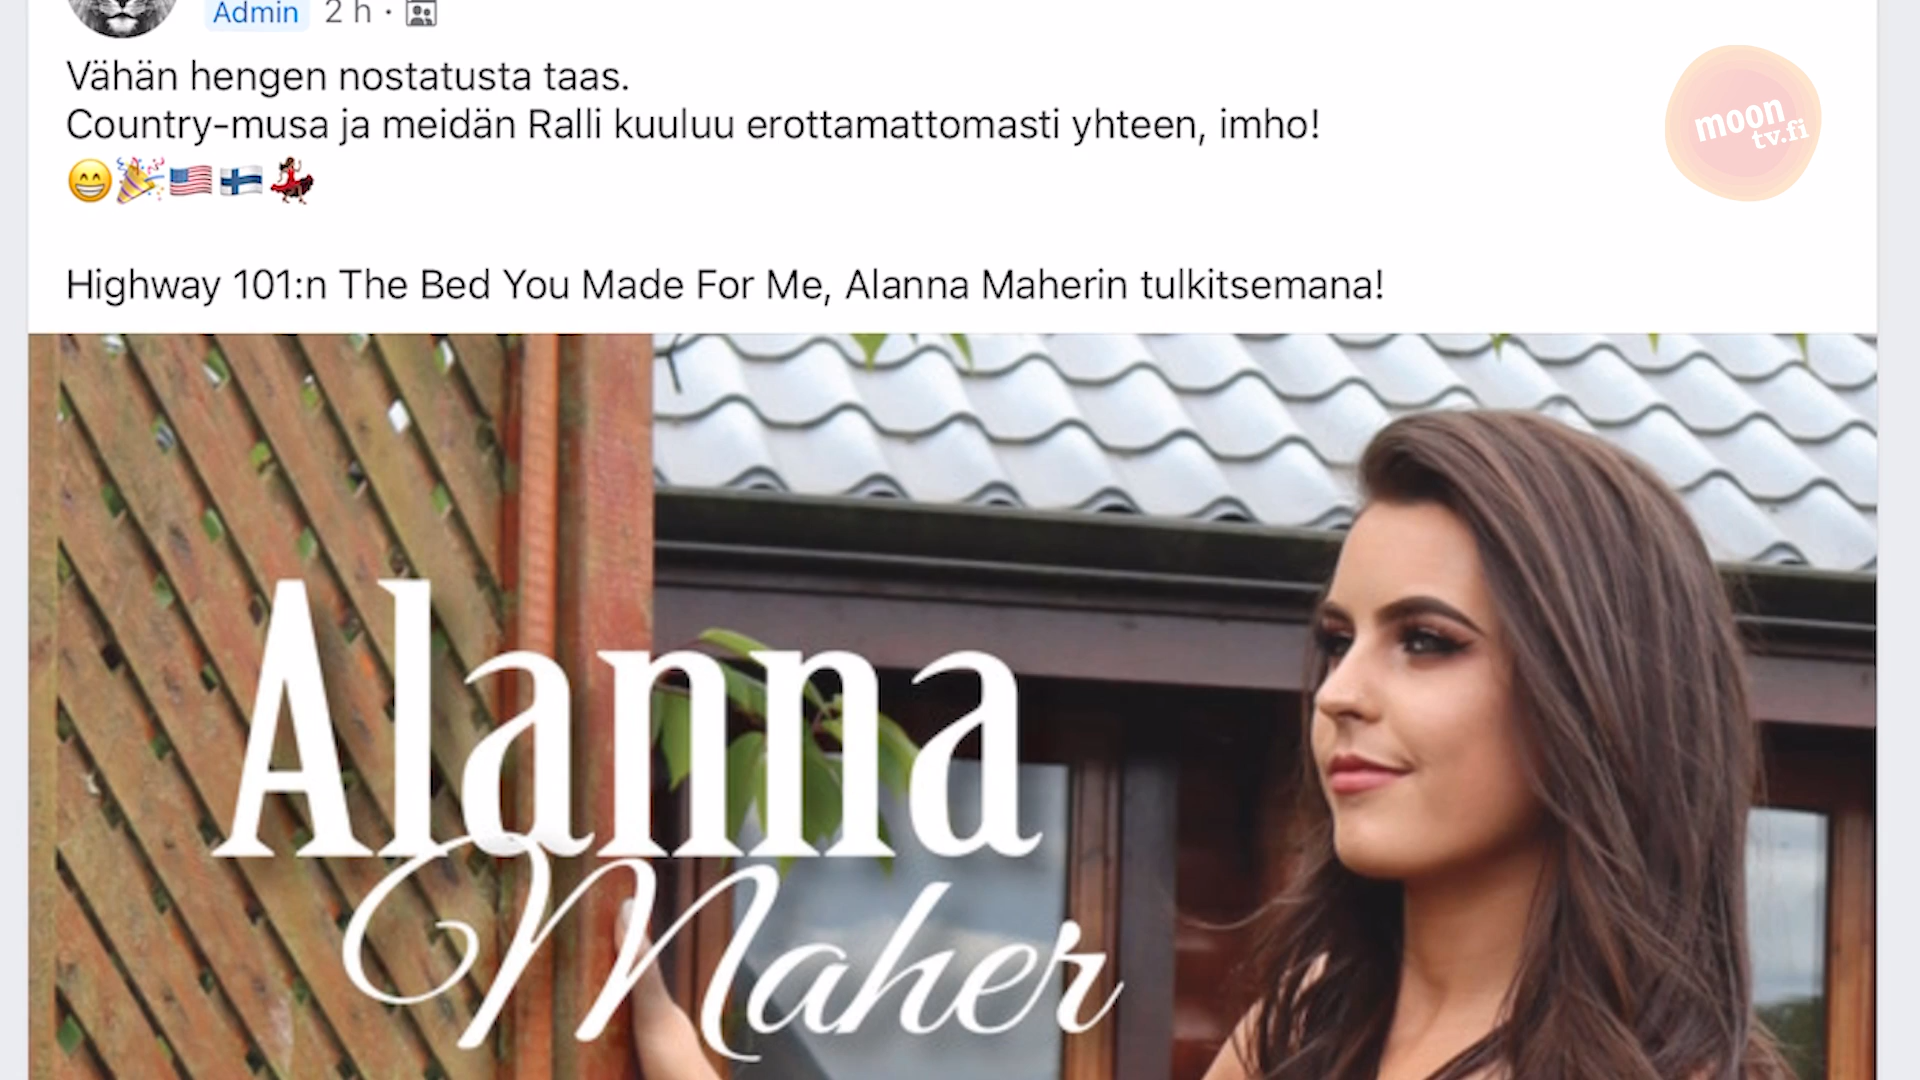 Admin 2 h ·
Vähän hengen nostatusta taas.
Country-musa ja meidän Ralli kuuluu erottamattomasti yhteen, imho!
😁🎉🇺🇸🇫🇮💃
Highway 101:n The Bed You Made For Me, Alanna Maherin tulkitsemana!
moon
tv.fi
Alanna
Maher